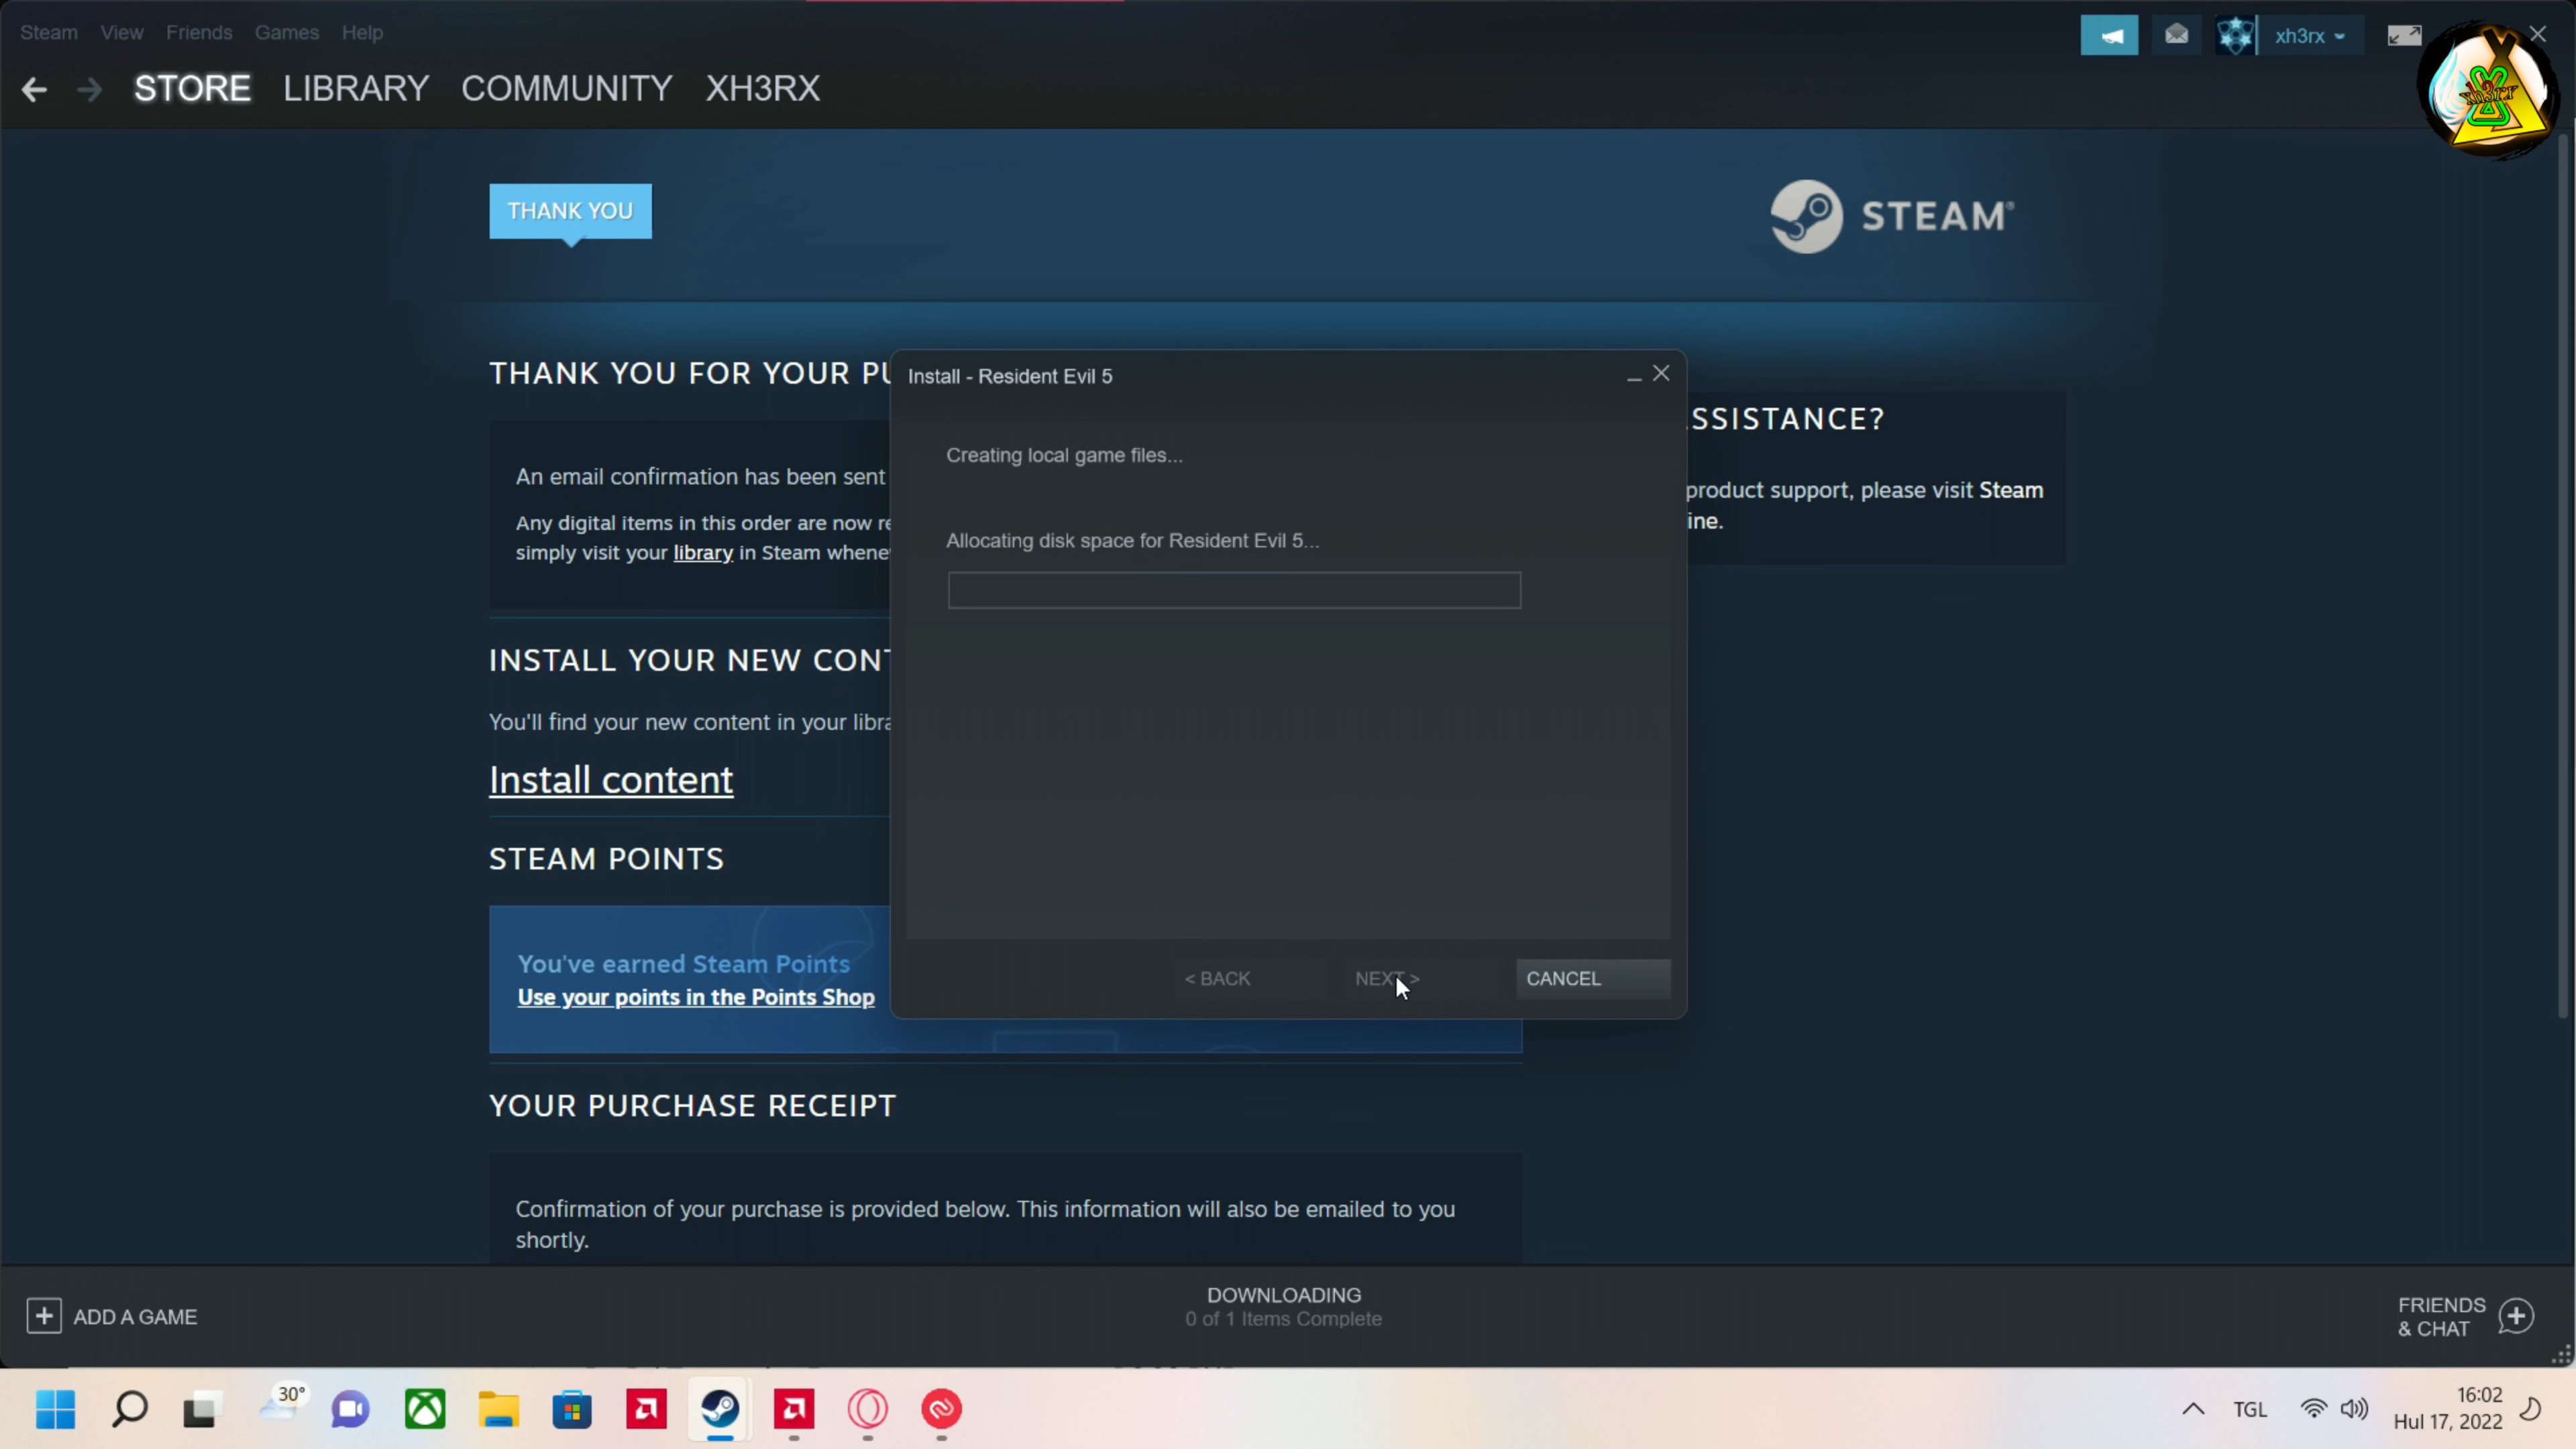 Steam View Friends Games Help
xh3rx
STORE LIBRARY COMMUNITY XH3RX
xh3rx
THANK YOU
STEAM®
THANK YOU FOR YOUR PU
Install - Resident Evil 5
SSISTANCE?
Creating local game files...
An email confirmation has been sent
product support, please visit Steam
Any digital items in this order are now re
ine.
Allocating disk space for Resident Evil 5...
simply visit your library in Steam whene
INSTALL YOUR NEW CONT
You'll find your new content in your libra
Install content
STEAM POINTS
You've earned Steam Points
Use your points in the Points Shop
< BACK NEXT > CANCEL
YOUR PURCHASE RECEIPT
Confirmation of your purchase is provided below. This information will also be emailed to you
shortly.
ADD A GAME
DOWNLOADING
0 of 1 Items Complete
FRIENDS
& CHAT
30°
TGL
16:02
Hul 17, 2022